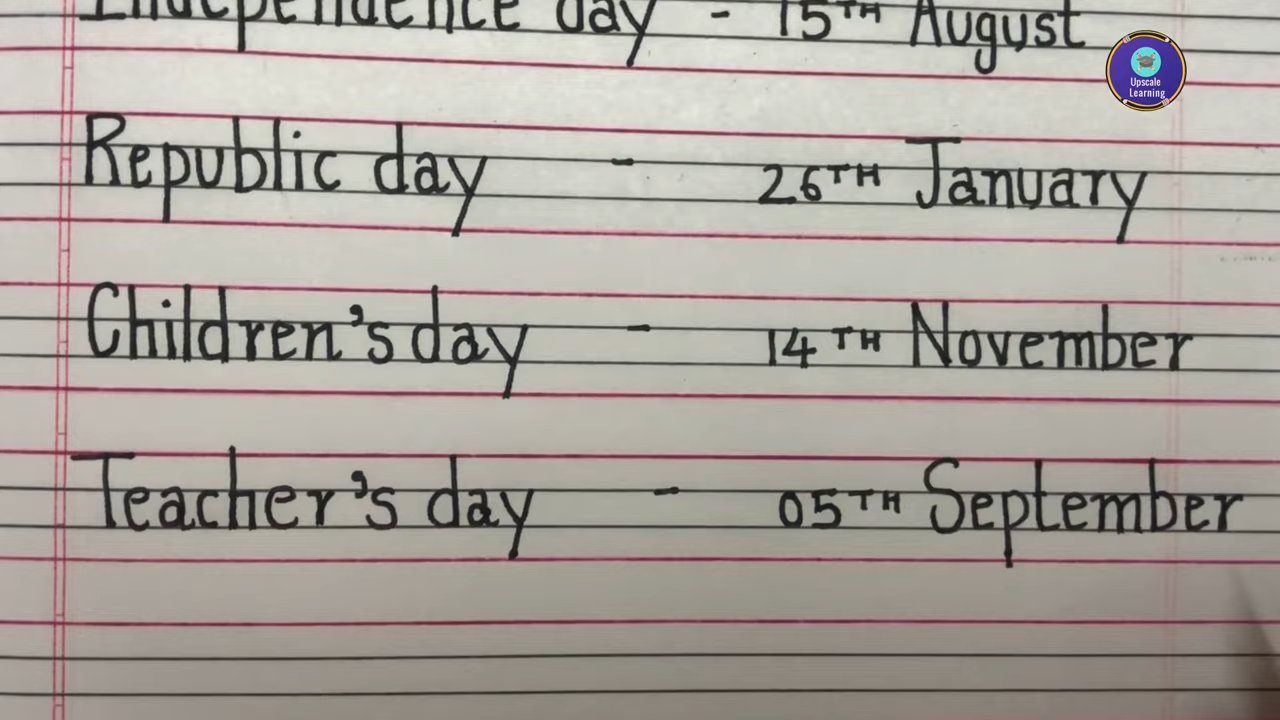 Independence day - 15TH August
Upscale
Learning
Republic day - 26TH January
Children's day - 14TH November
Teacher's day - 05TH September